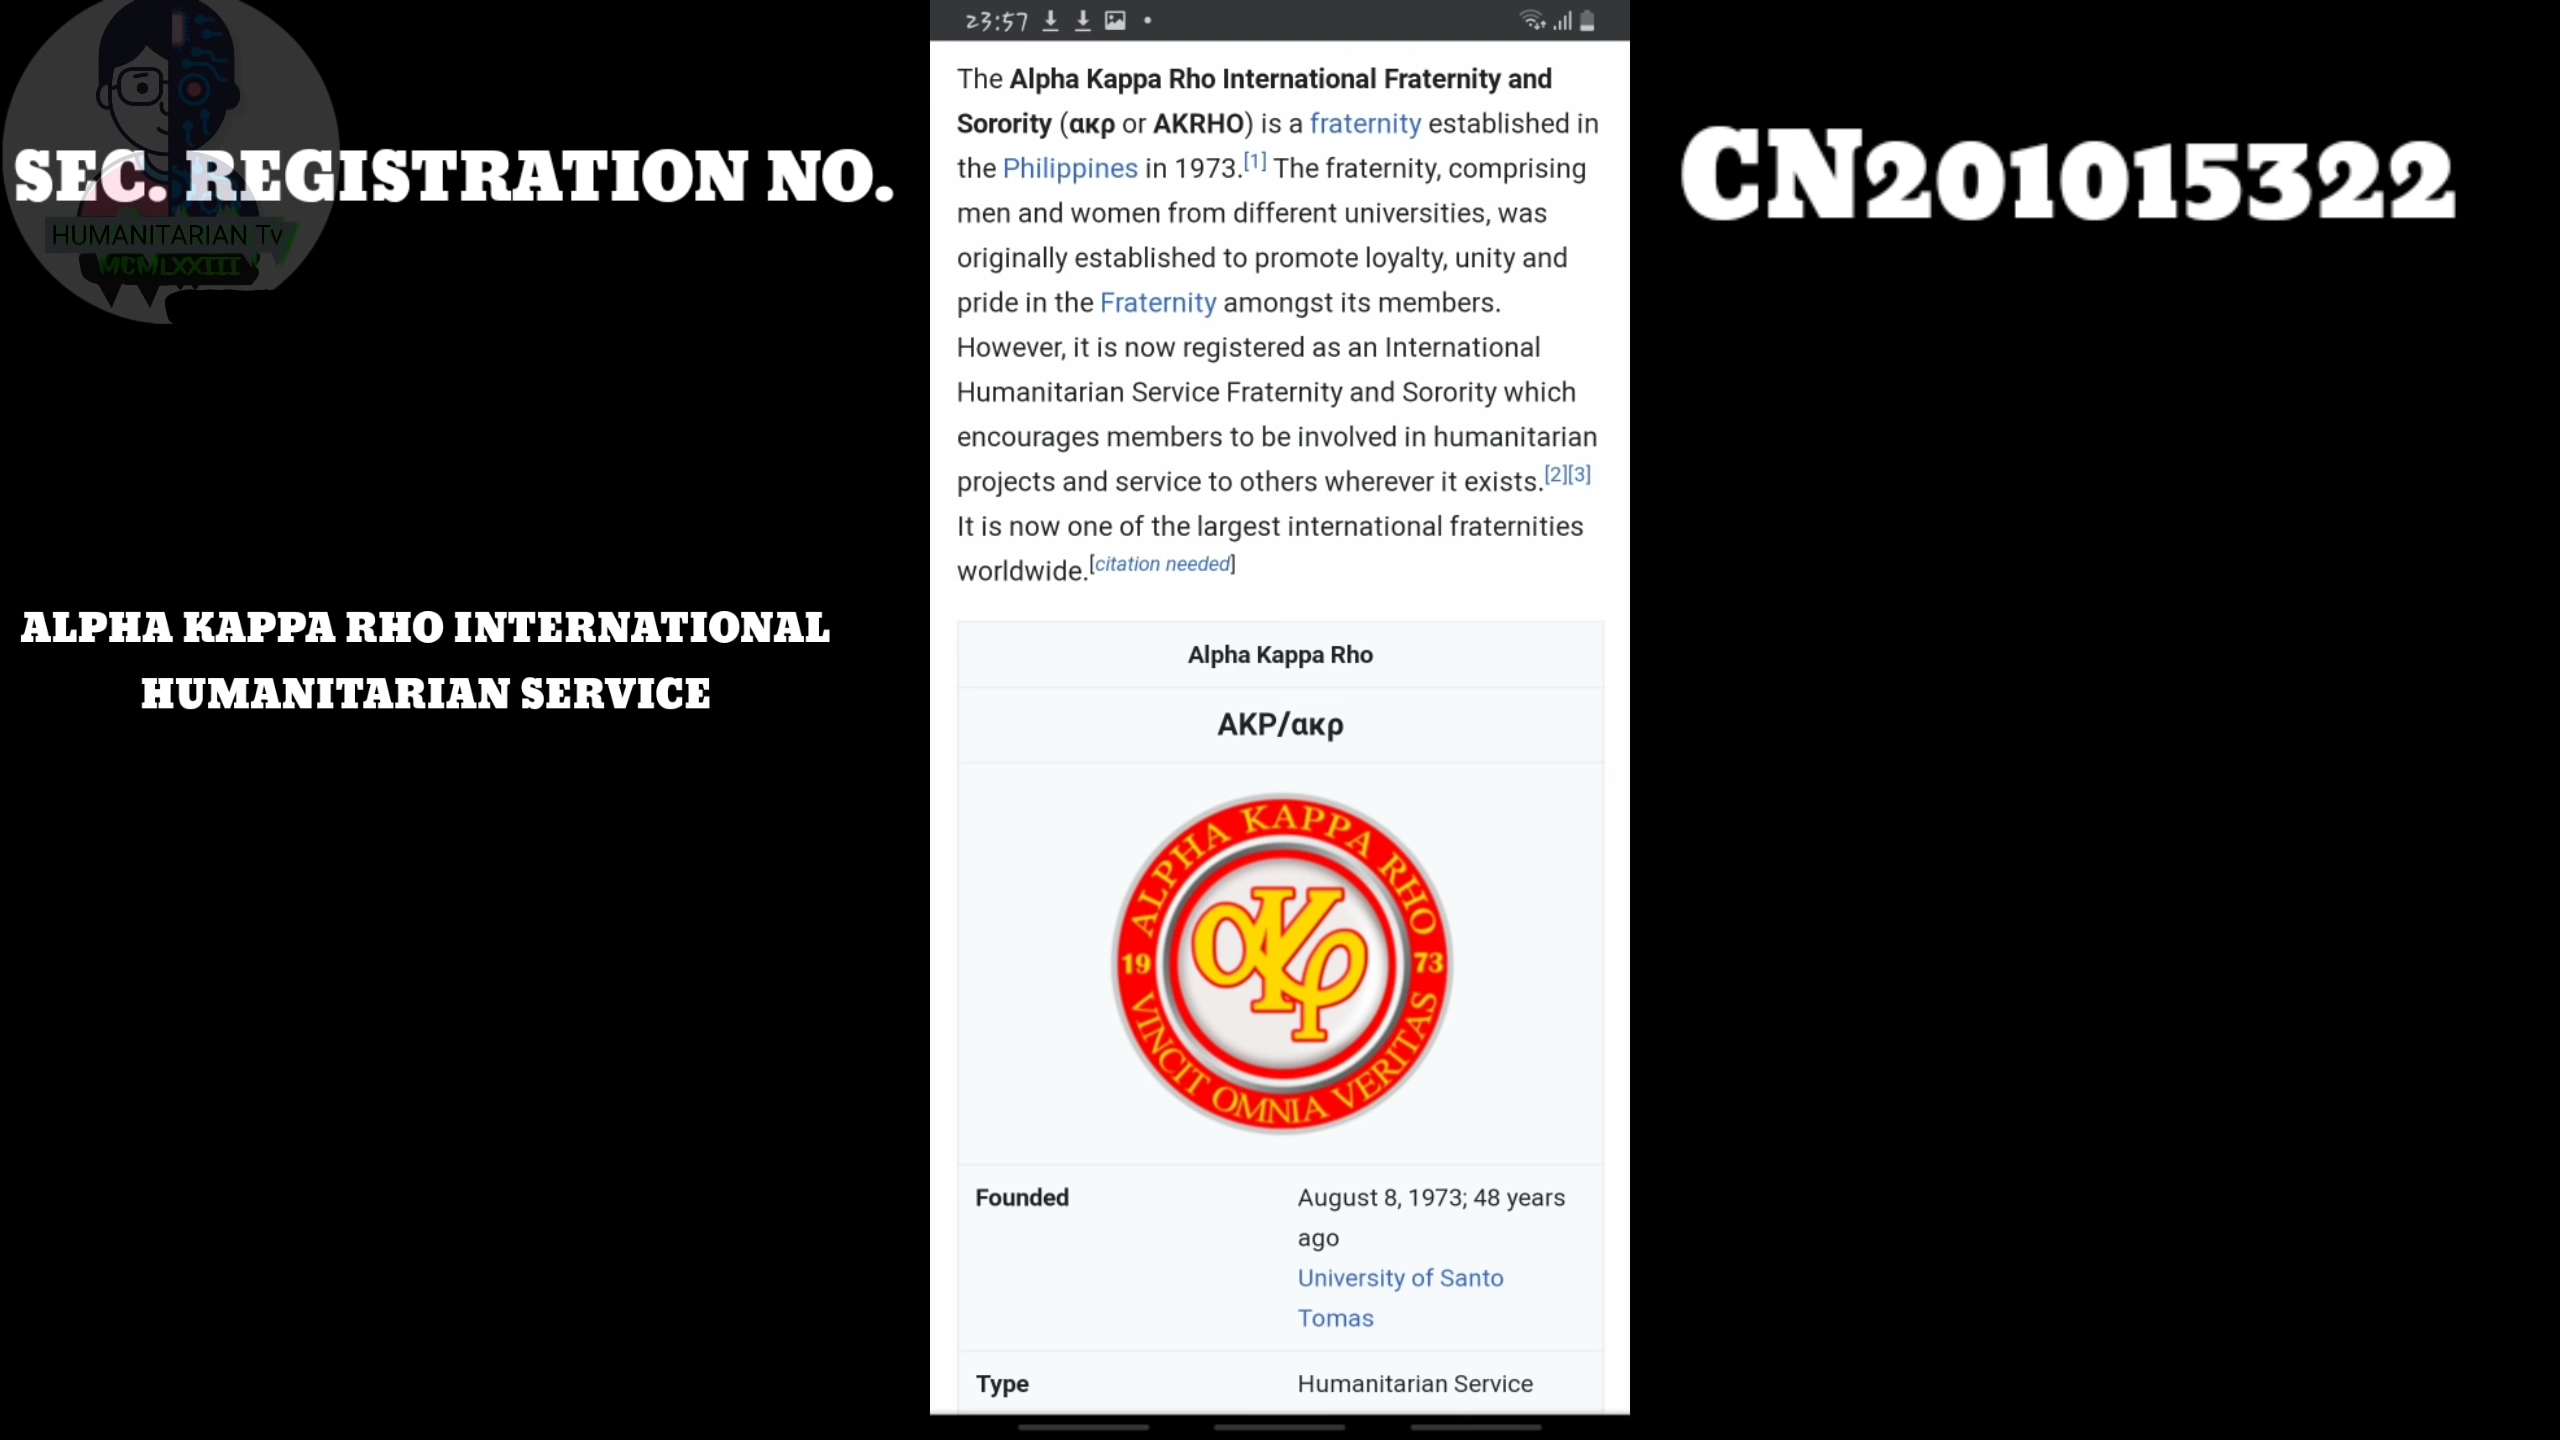 SEC. REGISTRATION NO.
CN201015322
HUMANITARIAN Tv
MCMLXXIII
ALPHA KAPPA RHO INTERNATIONAL
HUMANITARIAN SERVICE
23:57
The Alpha Kappa Rho International Fraternity and
Sorority (ακρ or AKRHO) is a fraternity established in
the Philippines in 1973.[1] The fraternity, comprising
men and women from different universities, was
originally established to promote loyalty, unity and
pride in the Fraternity amongst its members.
However, it is now registered as an International
Humanitarian Service Fraternity and Sorority which
encourages members to be involved in humanitarian
projects and service to others wherever it exists.[2][3]
It is now one of the largest international fraternities
worldwide.[citation needed]
Alpha Kappa Rho
ΑΚΡ/ακρ
ALPHA KAPPA RHO
ακρ
19 73
VINCIT OMNIA VERITAS
Founded August 8, 1973; 48 years
ago
University of Santo
Tomas
Type Humanitarian Service